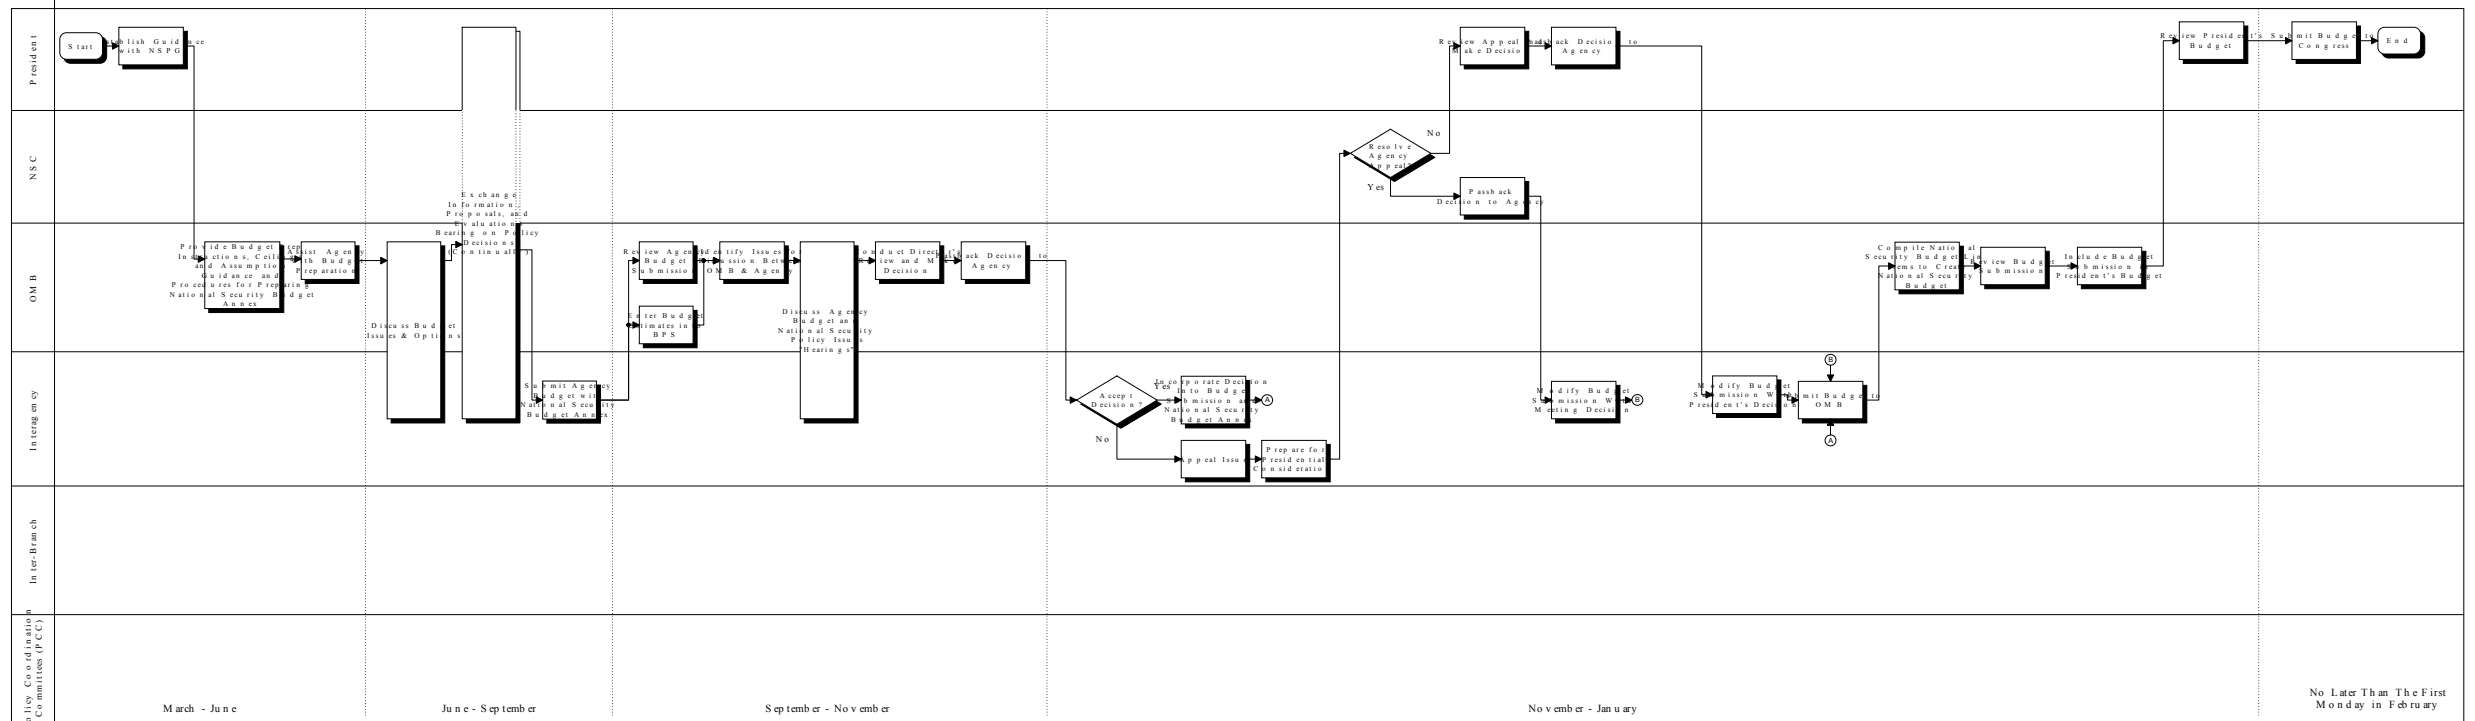 President
Start
Establish Guidance
with NSPG
Review Appeal and
Make Decision
Passback Decision to
Agency
Review President's
Budget
Submit Budget to
Congress
End
NSC
Resolve
Agency
Appeal?
No
Yes
Passback
Decision to Agency
OMB
Provide Budget Prep
Instructions, Ceilings
and Assumptions
Guidance and
Procedures for Preparing
National Security Budget
Annex
Assist Agency
with Budget
Preparation
Discuss Budget
Issues & Options
Exchange
Information,
Proposals, and
Evaluation
Bearing on Policy
Decisions
(Continually)
Review Agency
Budget
Submission
Enter Budget
Estimates into
BPS
Identify Issues for
Discussion Between
OMB & Agency
Discuss Agency
Budget and
National Security
Policy Issues
"Hearings"
Conduct Director's
Review and Make
Decision
Passback Decision to
Agency
Compile National
Security Budget Line
Items to Create
National Security
Budget
Review Budget
Submission
Include Budget
Submission in
President's Budget
Interagency
Submit Agency
Budget with
National Security
Budget Annex
Accept
Decision?
Yes
No
Incorporate Decision
Into Budget
Submission and
National Security
Budget Annex
A
Appeal Issue
Prepare for
Presidential
Consideration
Modify Budget
Submission W/
Meeting Decision
B
Modify Budget
Submission With
President's Decision
B
Submit Budget to
OMB
A
Inter-Branch
Policy Coordination
Committees (PCC)
March - June
June - September
September - November
November - January
No Later Than The First
Monday in February